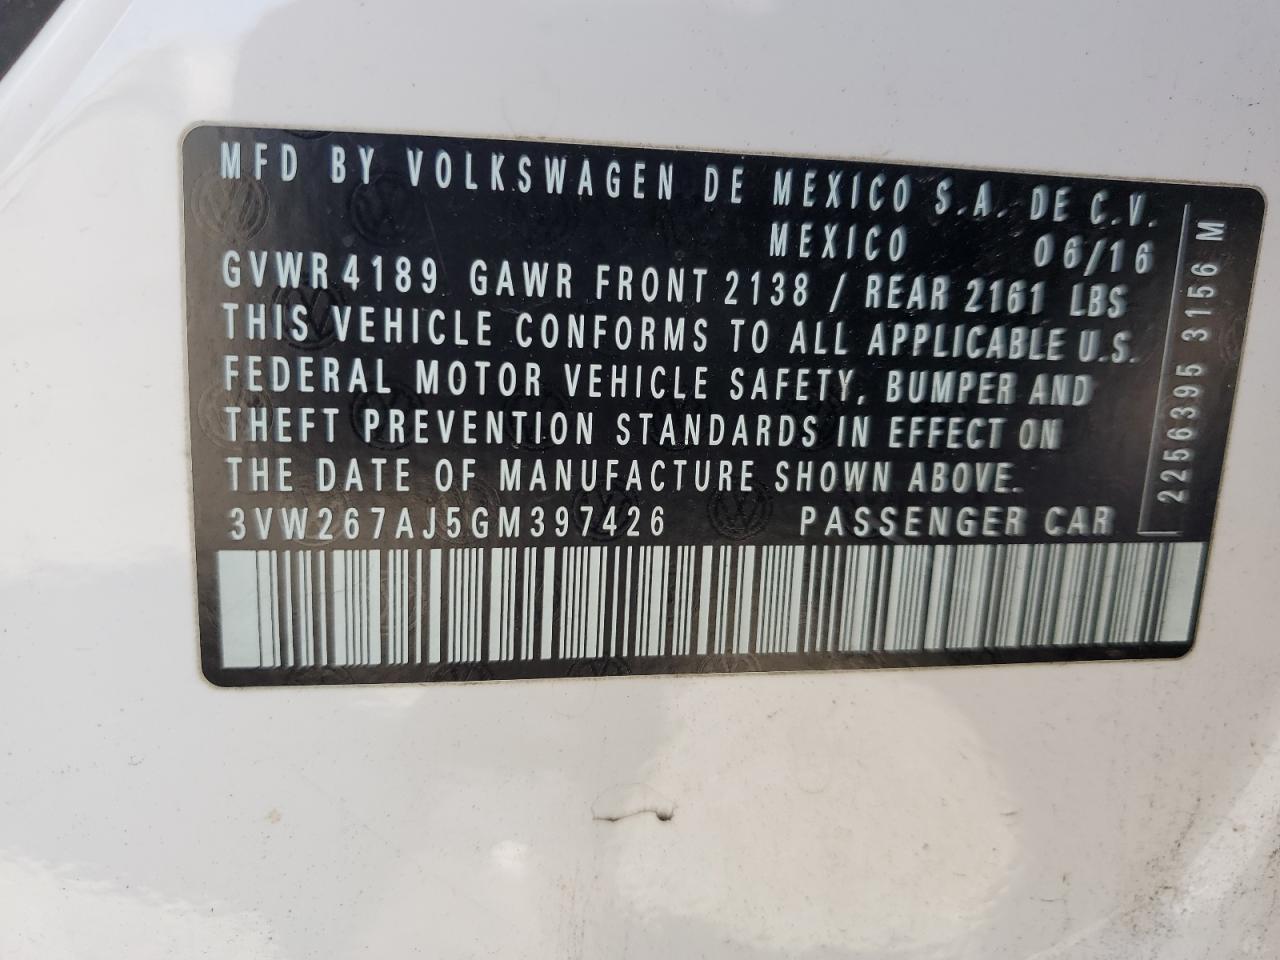 MFD BY VOLKSWAGEN DE MEXICO S.A. DE C.V.
MEXICO 06/16
GVWR 4189 GAWR FRONT 2138 / REAR 2161 LBS
THIS VEHICLE CONFORMS TO ALL APPLICABLE U.S.
FEDERAL MOTOR VEHICLE SAFETY, BUMPER AND
THEFT PREVENTION STANDARDS IN EFFECT ON
THE DATE OF MANUFACTURE SHOWN ABOVE.
3VW267AJ5GM397426 PASSENGER CAR
2256395 3156 M